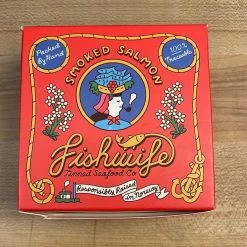 SMOKED SALMON
Packed
By Hand
100%
Traceable
Fishwife
Tinned Seafood Co.
Responsibly Raised
in Norway